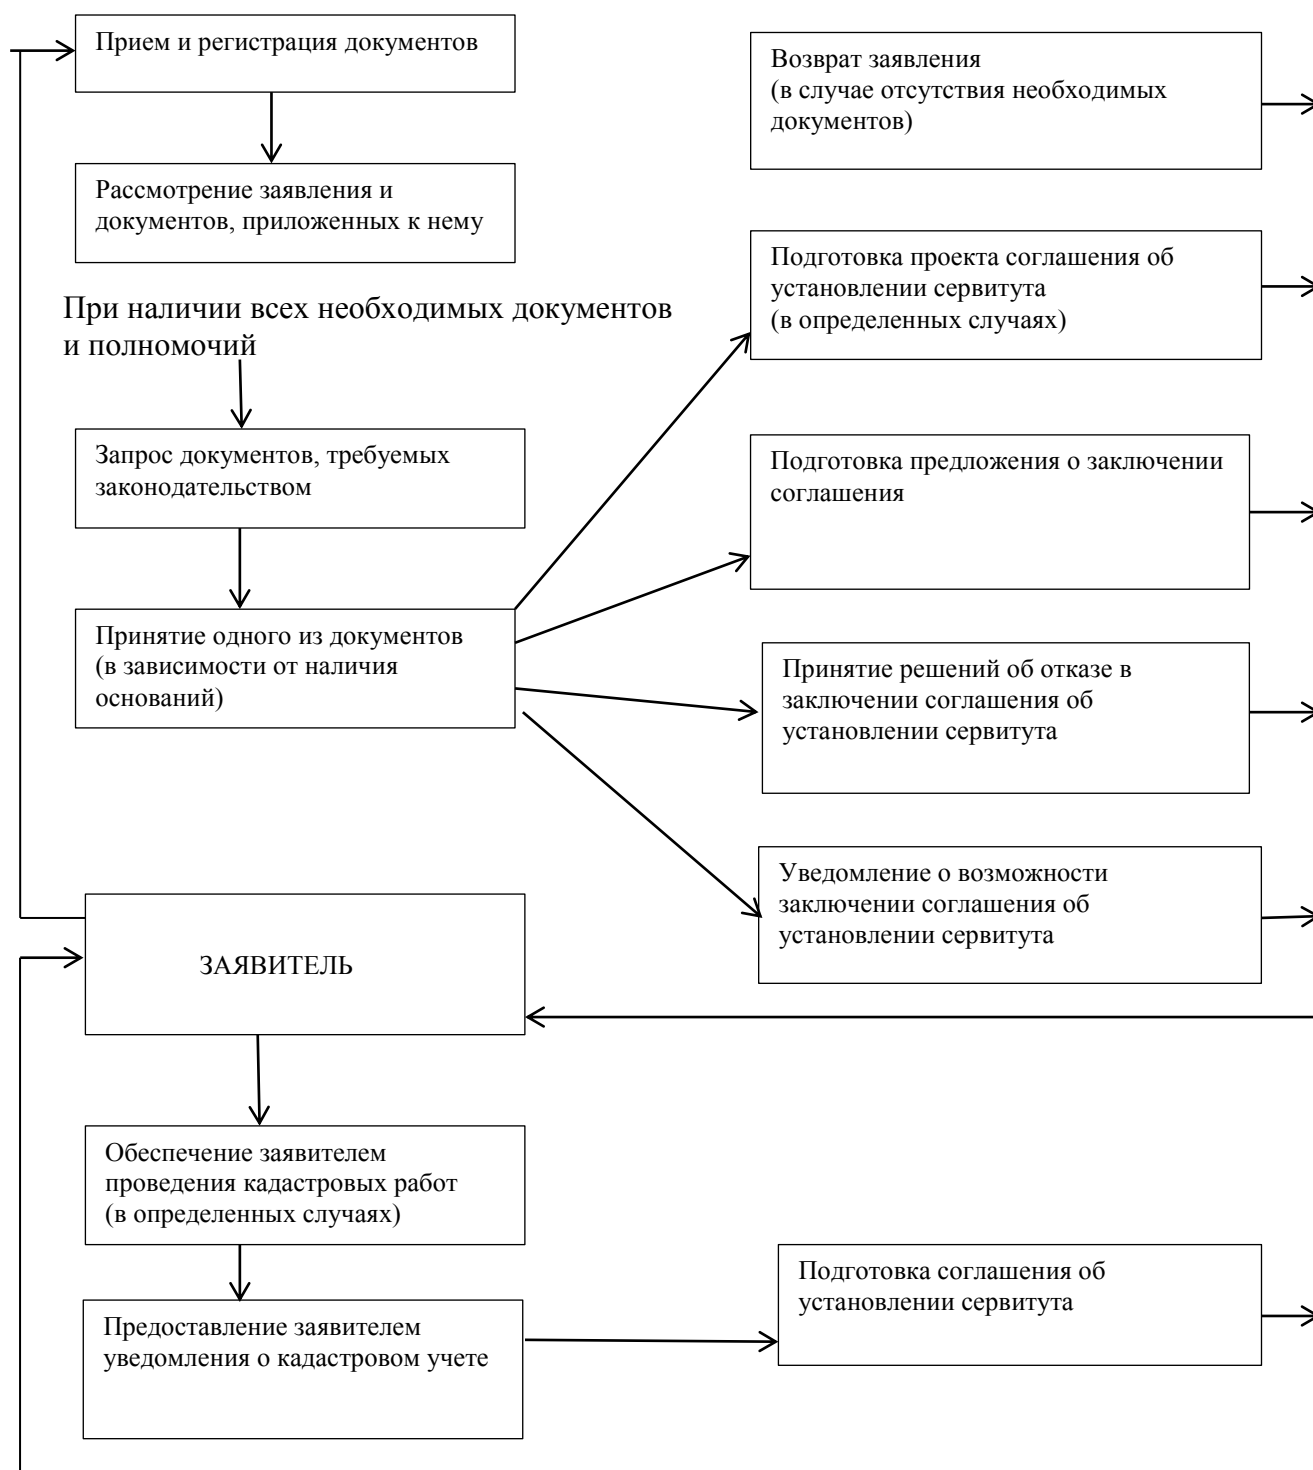 Прием и регистрация документов
Рассмотрение заявления и
документов, приложенных к нему
При наличии всех необходимых документов
и полномочий
Запрос документов, требуемых
законодательством
Принятие одного из документов
(в зависимости от наличия
оснований)
Возврат заявления
(в случае отсутствия необходимых
документов)
Подготовка проекта соглашения об
установлении сервитута
(в определенных случаях)
Подготовка предложения о заключении
соглашения
Принятие решений об отказе в
заключении соглашения об
установлении сервитута
Уведомление о возможности
заключении соглашения об
установлении сервитута
ЗАЯВИТЕЛЬ
Обеспечение заявителем
проведения кадастровых работ
(в определенных случаях)
Предоставление заявителем
уведомления о кадастровом учете
Подготовка соглашения об
установлении сервитута